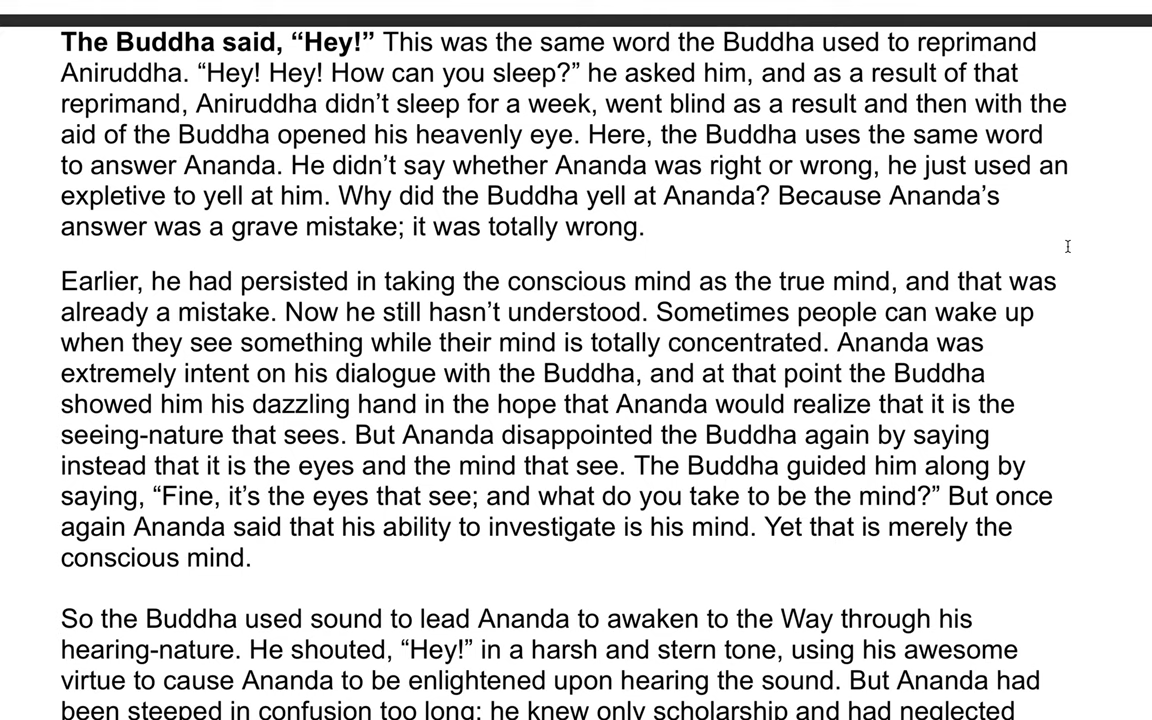 The Buddha said, “Hey!” This was the same word the Buddha used to reprimand
Aniruddha. “Hey! Hey! How can you sleep?” he asked him, and as a result of that
reprimand, Aniruddha didn’t sleep for a week, went blind as a result and then with the
aid of the Buddha opened his heavenly eye. Here, the Buddha uses the same word
to answer Ananda. He didn’t say whether Ananda was right or wrong, he just used an
expletive to yell at him. Why did the Buddha yell at Ananda? Because Ananda’s
answer was a grave mistake; it was totally wrong.
Earlier, he had persisted in taking the conscious mind as the true mind, and that was
already a mistake. Now he still hasn’t understood. Sometimes people can wake up
when they see something while their mind is totally concentrated. Ananda was
extremely intent on his dialogue with the Buddha, and at that point the Buddha
showed him his dazzling hand in the hope that Ananda would realize that it is the
seeing-nature that sees. But Ananda disappointed the Buddha again by saying
instead that it is the eyes and the mind that see. The Buddha guided him along by
saying, “Fine, it’s the eyes that see; and what do you take to be the mind?” But once
again Ananda said that his ability to investigate is his mind. Yet that is merely the
conscious mind.
So the Buddha used sound to lead Ananda to awaken to the Way through his
hearing-nature. He shouted, “Hey!” in a harsh and stern tone, using his awesome
virtue to cause Ananda to be enlightened upon hearing the sound. But Ananda had
been steeped in confusion too long; he knew only scholarship and had neglected